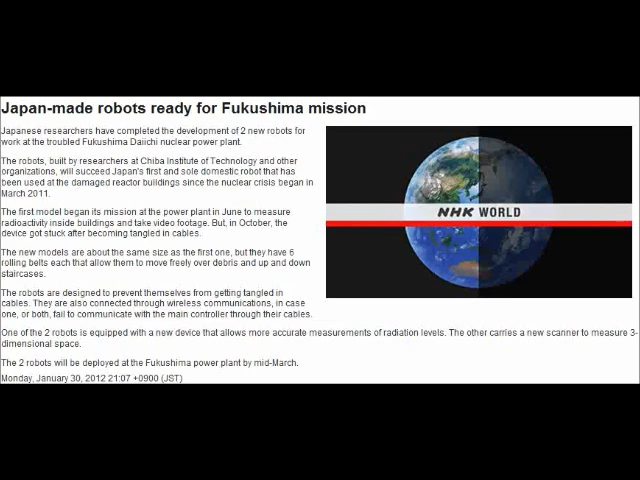 Japan-made robots ready for Fukushima mission
Japanese researchers have completed the development of 2 new robots for
work at the troubled Fukushima Daiichi nuclear power plant.
The robots, built by researchers at Chiba Institute of Technology and other
organizations, will succeed Japan's first and sole domestic robot that has
been used at the damaged reactor buildings since the nuclear crisis began in
March 2011.
The first model began its mission at the power plant in June to measure
radioactivity inside buildings and take video footage. But, in October, the
device got stuck after becoming tangled in cables.
The new models are about the same size as the first one, but they have 6
rolling belts each that allow them to move freely over debris and up and down
staircases.
The robots are designed to prevent themselves from getting tangled in
cables. They are also connected through wireless communications, in case
one, or both, fail to communicate with the main controller through their cables.
NHK WORLD
One of the 2 robots is equipped with a new device that allows more accurate measurements of radiation levels. The other carries a new scanner to measure 3-
dimensional space.
The 2 robots will be deployed at the Fukushima power plant by mid-March.
Monday, January 30, 2012 21:07 +0900 (JST)